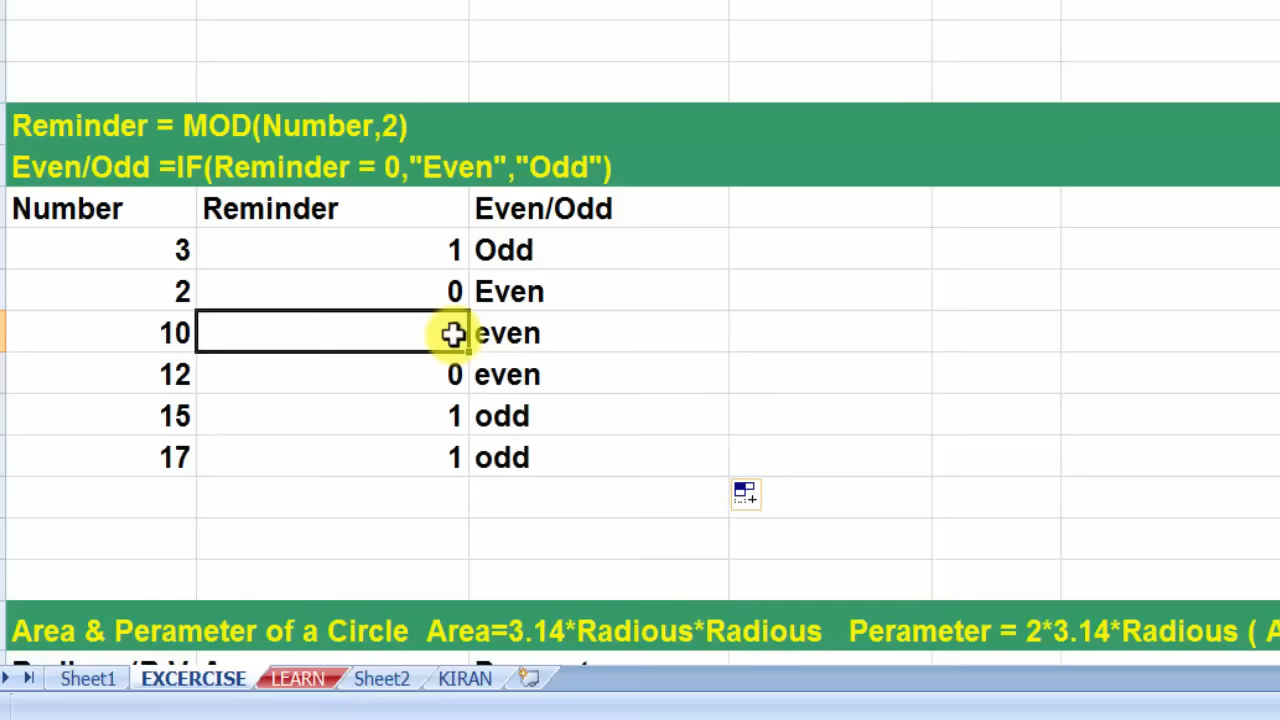 Reminder = MOD(Number,2)
Even/Odd =IF(Reminder = 0,"Even","Odd")
Number Reminder Even/Odd
3 1 Odd
2 0 Even
10 even
12 0 even
15 1 odd
17 1 odd
Area & Perameter of a Circle Area=3.14*Radious*Radious Perameter = 2*3.14*Radious ( A
Sheet1 EXCERCISE LEARN Sheet2 KIRAN